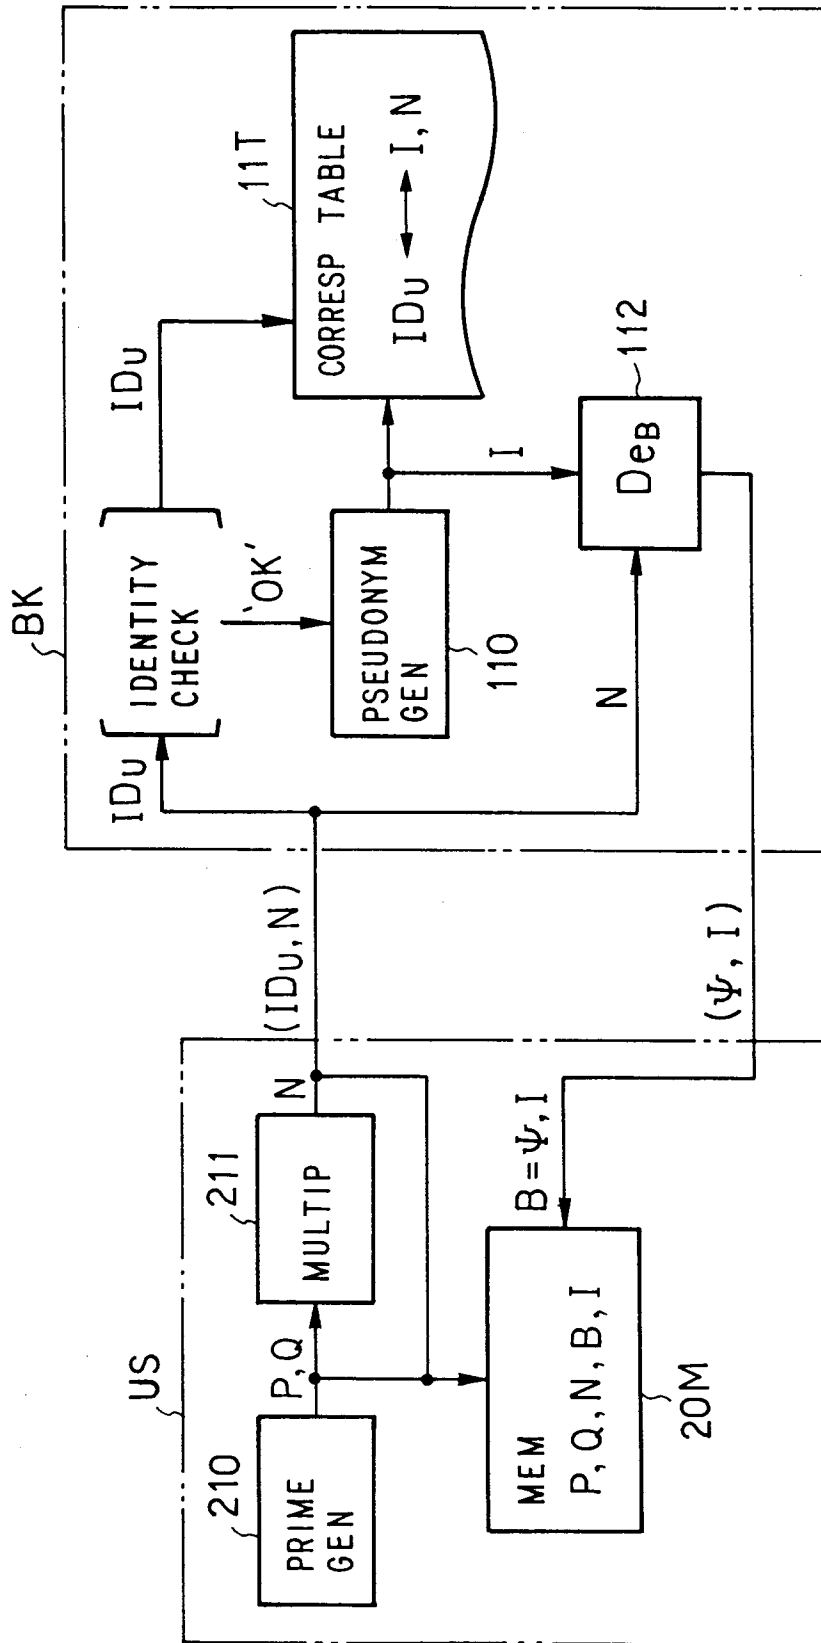 US
210
PRIME
GEN
P,Q
211
MULTIP
N
(IDU,N)
MEM
P,Q,N,B,I
20M
B=Ψ,I
(Ψ,I)
BK
IDU
IDENTITY
CHECK
IDU
'OK'
PSEUDONYM
GEN
110
11T
CORRESP TABLE
IDU ↔ I,N
I
N
DeB
112